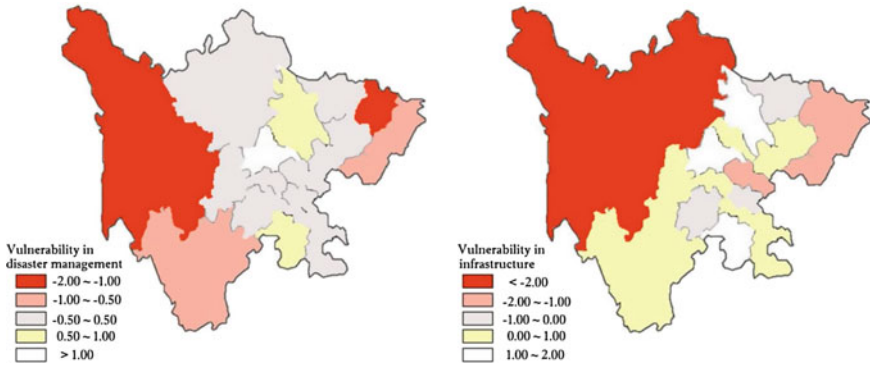 Vulnerability in
disaster management
-2.00 ~ -1.00
-1.00 ~ -0.50
-0.50 ~ 0.50
0.50 ~ 1.00
> 1.00
Vulnerability in
infrastructure
< -2.00
-2.00 ~ -1.00
-1.00 ~ 0.00
0.00 ~ 1.00
1.00 ~ 2.00